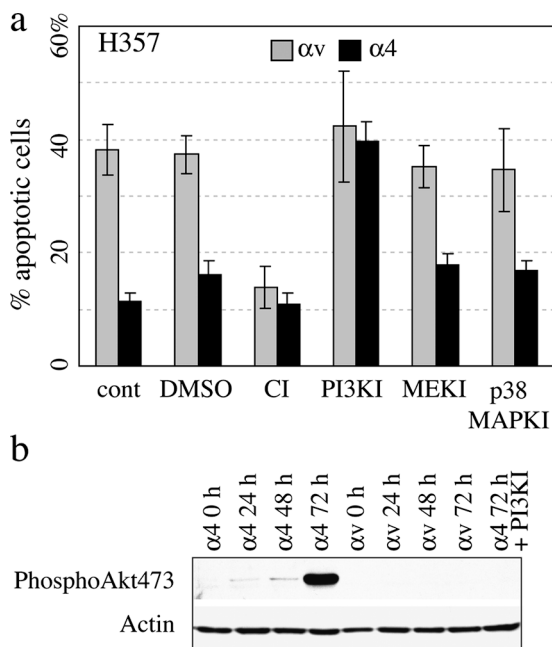 a
60%
H357
αv α4
40
20
0
% apoptotic cells
cont DMSO CI PI3KI MEKI p38
MAPKI
b
α4 0 h
α4 24 h
α4 48 h
α4 72 h
αv 0 h
αv 24 h
αv 48 h
αv 72 h
α4 72 h
+ PI3KI
PhosphoAkt473
Actin